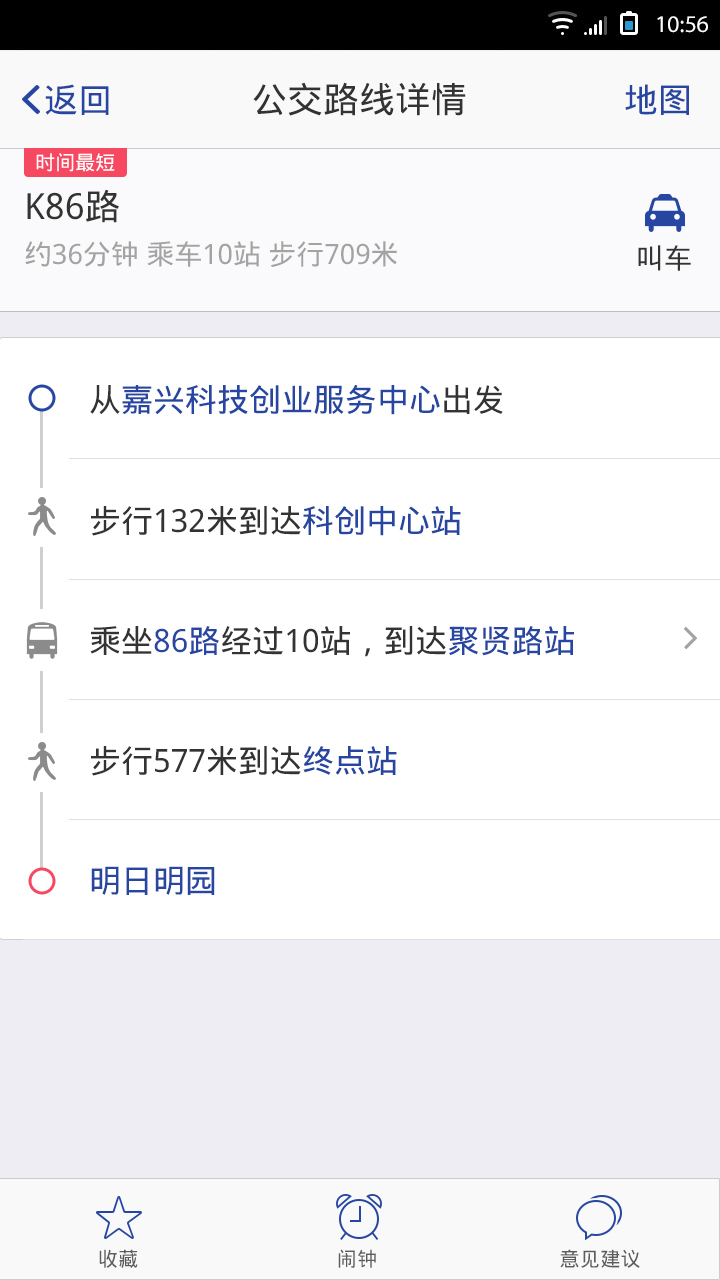 10:56
返回 公交路线详情 地图
时间最短
K86路
约36分钟 乘车10站 步行709米
叫车
从嘉兴科技创业服务中心出发
步行132米到达科创中心站
乘坐86路经过10站，到达聚贤路站
步行577米到达终点站
明日明园
收藏 闹钟 意见建议